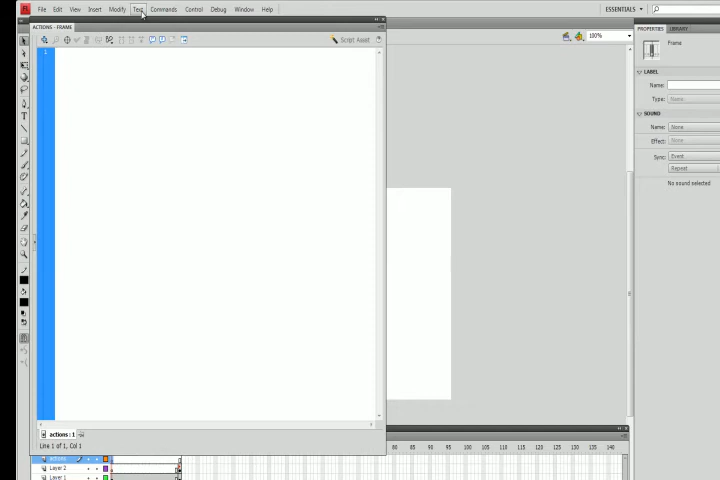 File Edit View Insert Modify Text Commands Control Debug Window Help ESSENTIALS
ACTIONS - FRAME
Script Assist
1
100%
PROPERTIES LIBRARY
Frame
LABEL
Name:
Type: Name
SOUND
Name: None
Effect: None
Sync: Event
Repeat
No sound selected
actions : 1
Line 1 of 1, Col 1
80 85 90 95 100 105 110 115 120 125 130 135 140
actions
Layer 2
Layer 1